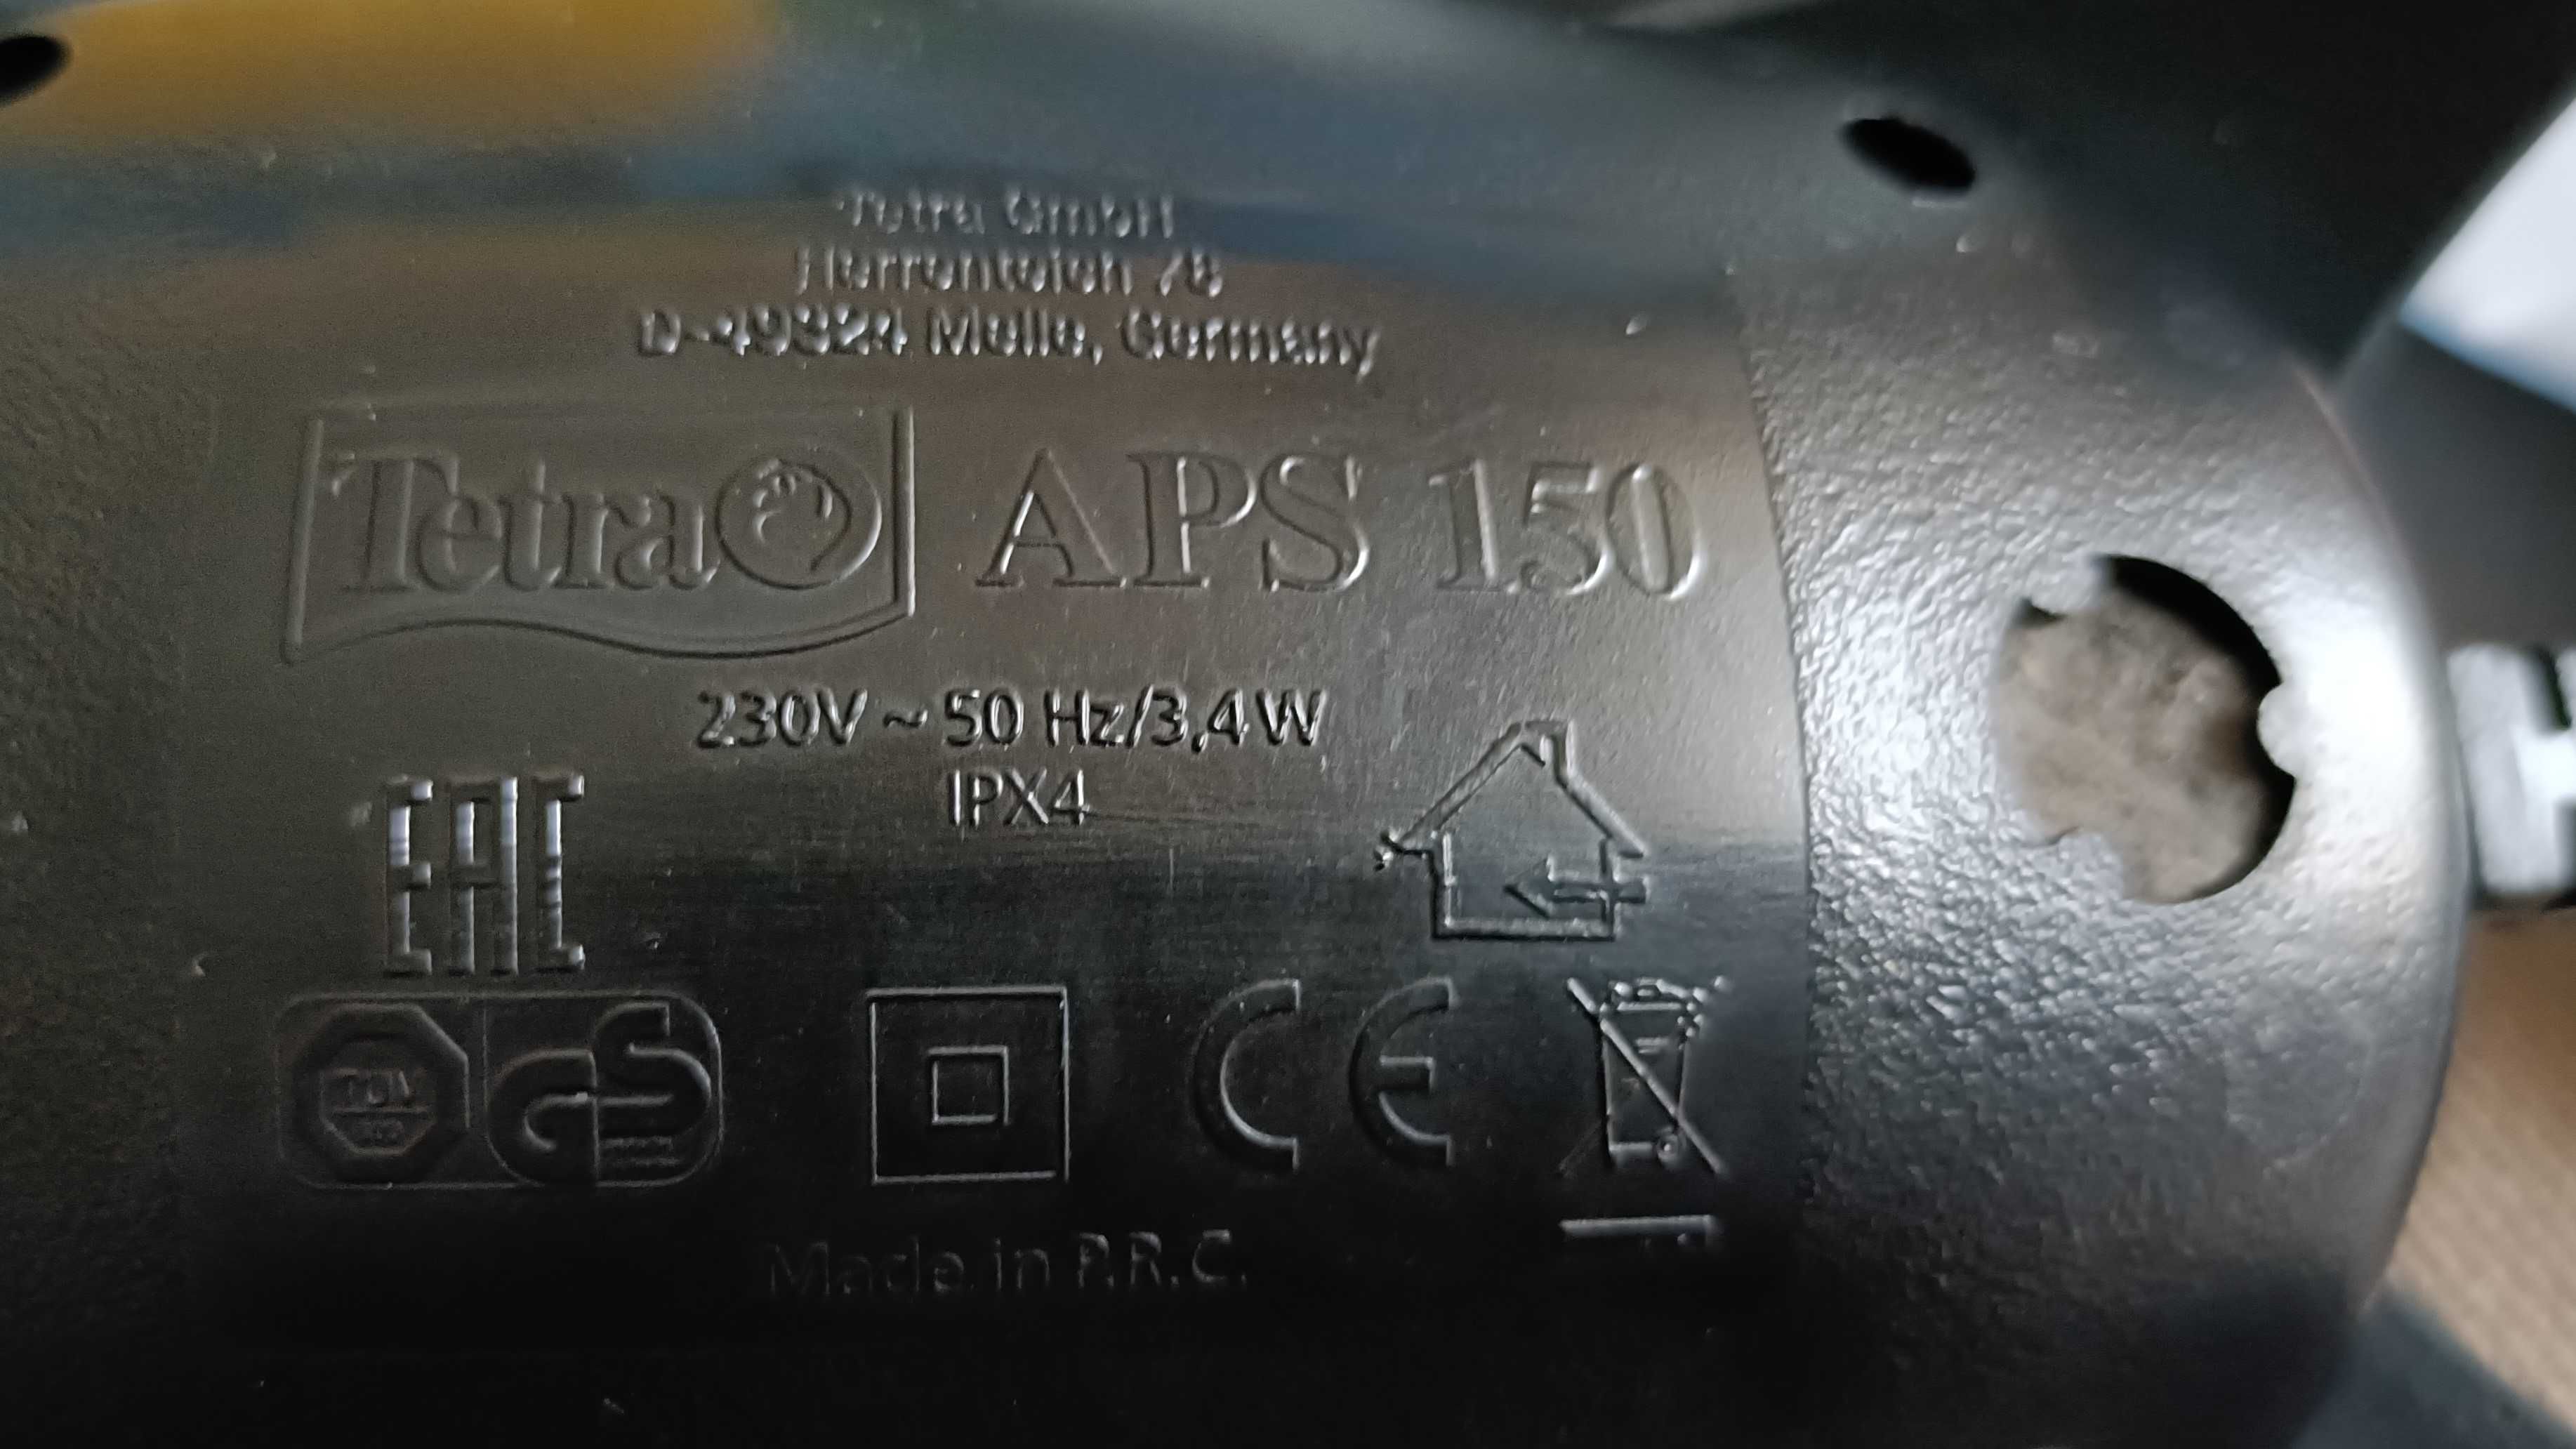 Tetra GmbH
Herrenteich 78
D-49324 Melle, Germany
Tetra APS 150
230V ~ 50 Hz/3,4 W
IPX4
EAC
TÜV GS
CE
Made in P.R.C.